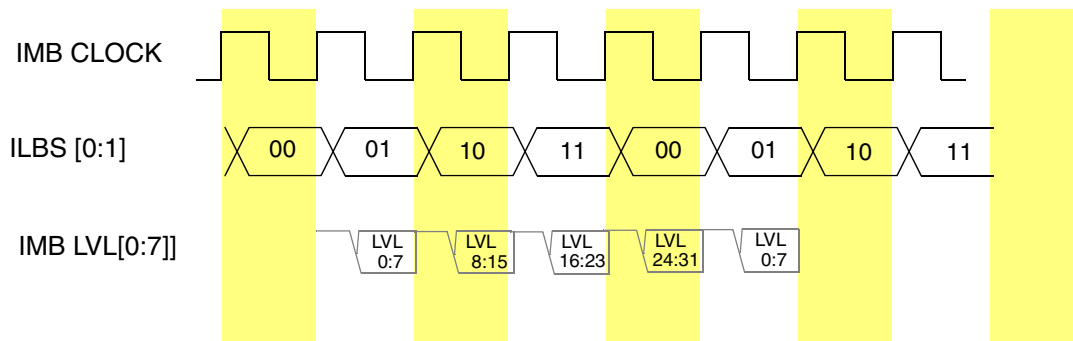 IMB CLOCK
ILBS [0:1]
00 01 10 11 00 01 10 11
IMB LVL[0:7]]
LVL LVL LVL LVL LVL
0:7 8:15 16:23 24:31 0:7